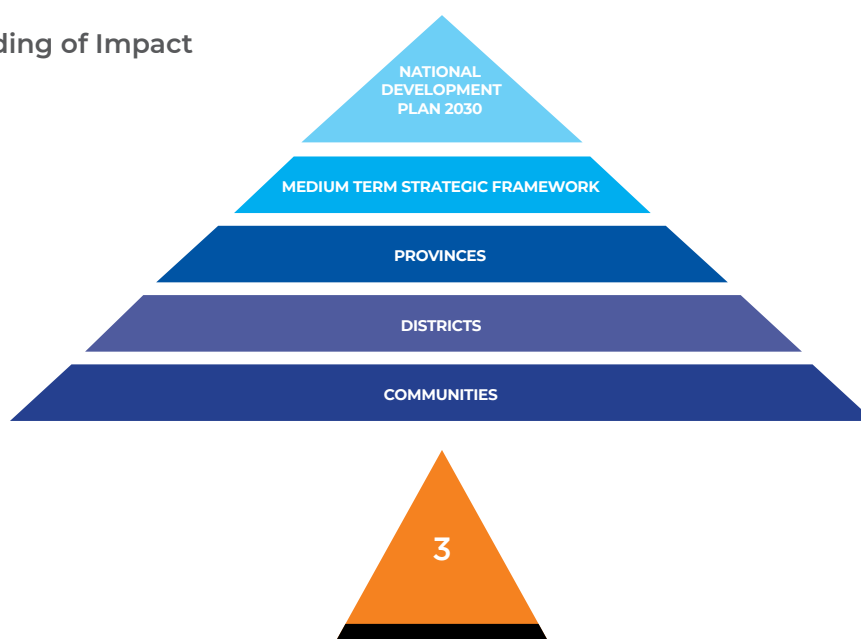 ding of Impact
NATIONAL
DEVELOPMENT
PLAN 2030
MEDIUM TERM STRATEGIC FRAMEWORK
PROVINCES
DISTRICTS
COMMUNITIES
3